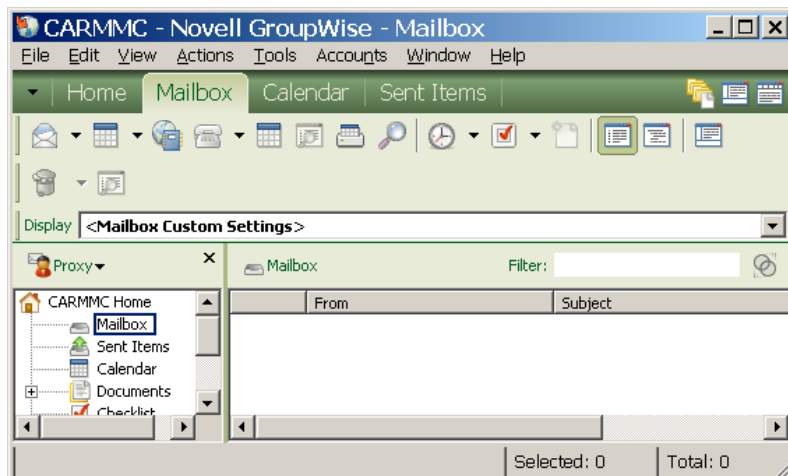 CARMMC - Novell GroupWise - Mailbox
File Edit View Actions Tools Accounts Window Help
Home Mailbox Calendar Sent Items
Display <Mailbox Custom Settings>
Proxy Mailbox Filter:
CARMMC Home From Subject
Mailbox
Sent Items
Calendar
Documents
Checklist
Selected: 0 Total: 0